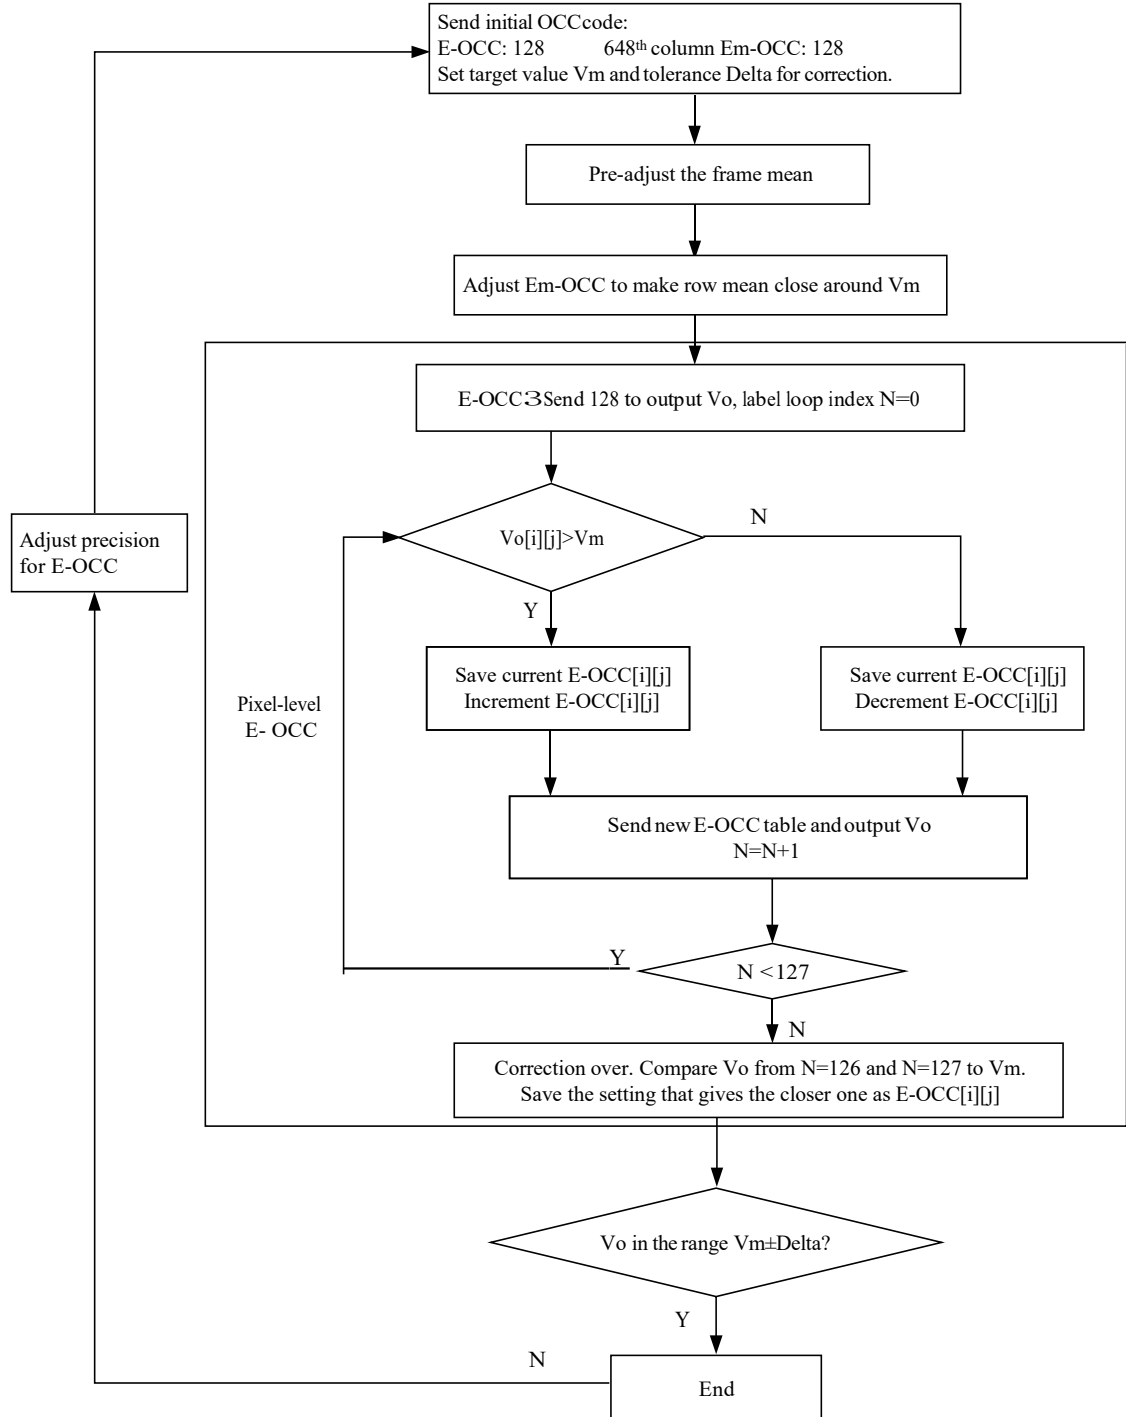 Send initial OCC code:
E-OCC: 128 648th column Em-OCC: 128
Set target value Vm and tolerance Delta for correction.
Pre-adjust the frame mean
Adjust Em-OCC to make row mean close around Vm
E-OCC3Send 128 to output Vo, label loop index N=0
Vo[i][j]>Vm
N
Y
Adjust precision
for E-OCC
Save current E-OCC[i][j]
Increment E-OCC[i][j]
Save current E-OCC[i][j]
Decrement E-OCC[i][j]
Pixel-level
E- OCC
Send new E-OCC table and output Vo
N=N+1
Y
N <127
N
Correction over. Compare Vo from N=126 and N=127 to Vm.
Save the setting that gives the closer one as E-OCC[i][j]
Vo in the range Vm±Delta?
Y
N
End